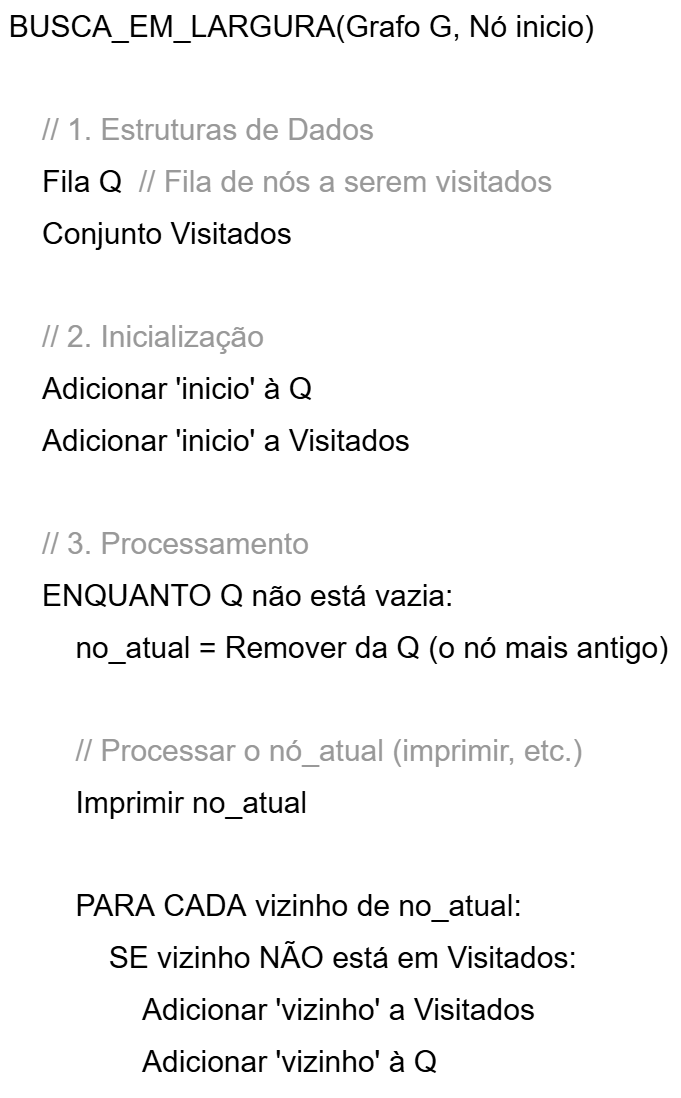 BUSCA_EM_LARGURA(Grafo G, Nó inicio)
// 1. Estruturas de Dados
Fila Q  // Fila de nós a serem visitados
Conjunto Visitados
// 2. Inicialização
Adicionar 'inicio' à Q
Adicionar 'inicio' a Visitados
// 3. Processamento
ENQUANTO Q não está vazia:
no_atual = Remover da Q (o nó mais antigo)
// Processar o nó_atual (imprimir, etc.)
Imprimir no_atual
PARA CADA vizinho de no_atual:
SE vizinho NÃO está em Visitados:
Adicionar 'vizinho' a Visitados
Adicionar 'vizinho' à Q